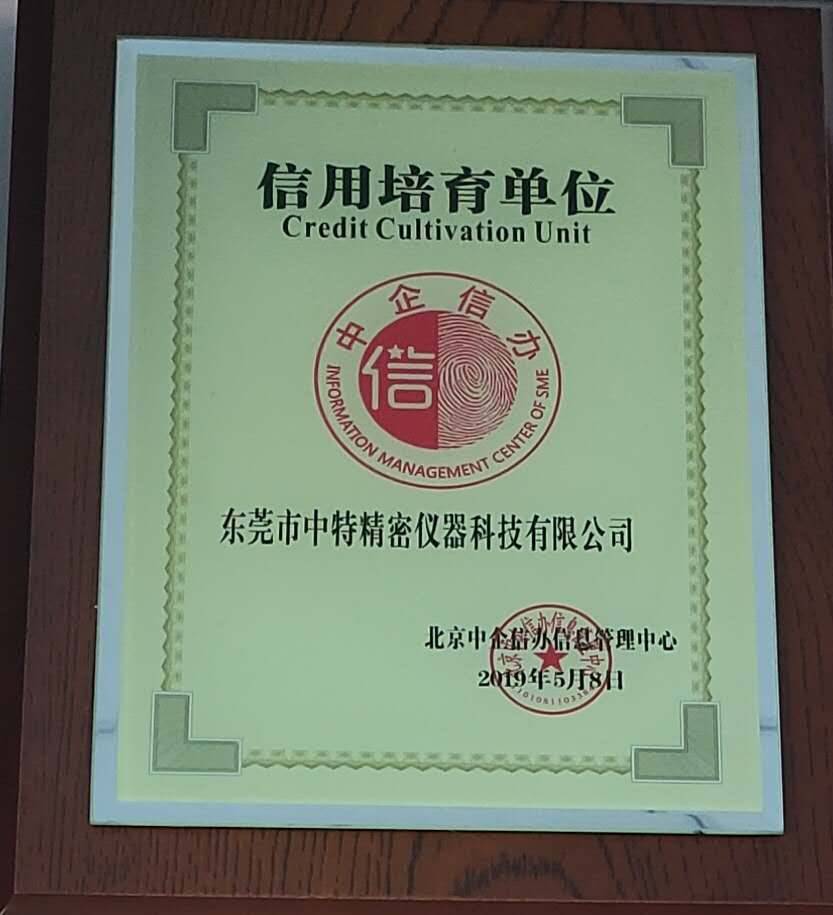 信用培育单位
Credit Cultivation Unit
中企信办
信
INFORMATION MANAGEMENT CENTER OF SME
东莞市中特精密仪器科技有限公司
北京中企信办信息管理中心
2019年5月8日